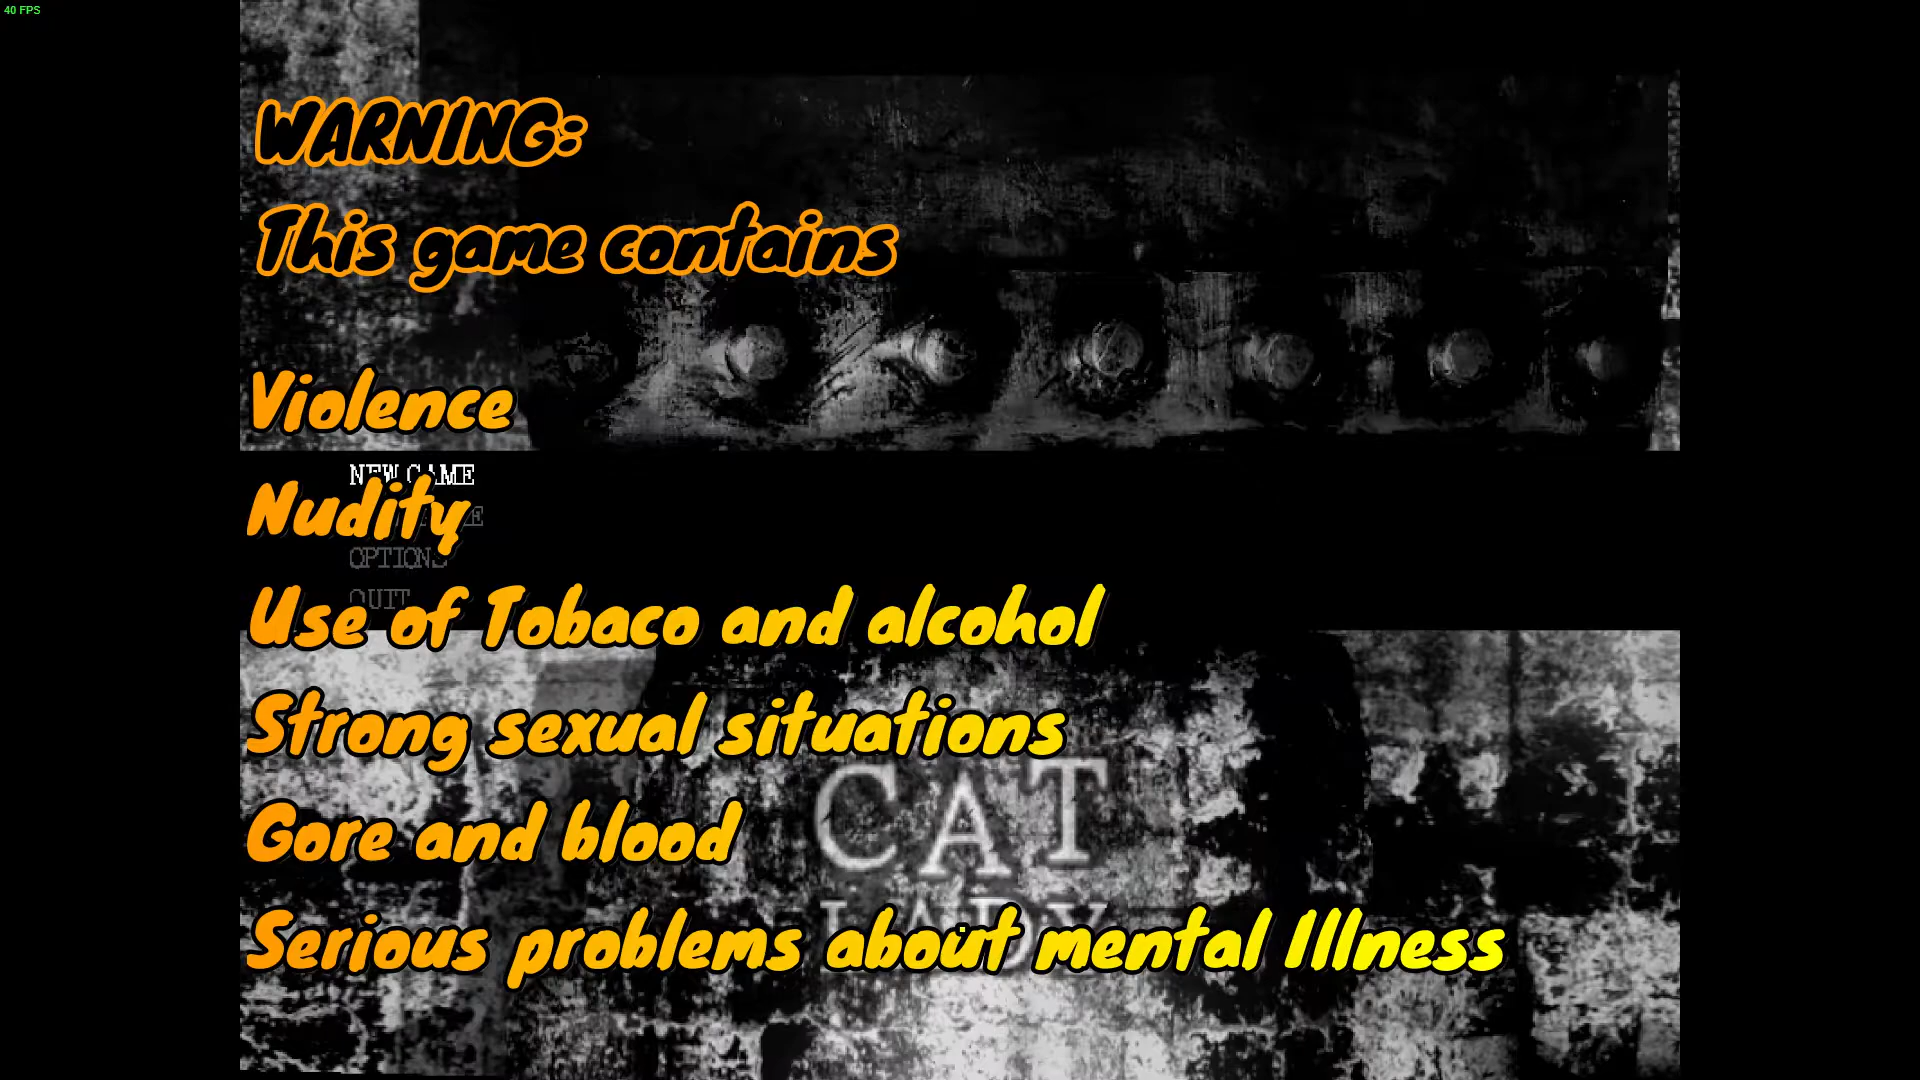 40 FPS
WARNING:
This game contains
Violence
NEW GAME
Nudity
OPTIONS
QUIT
Use of Tobaco and alcohol
Strong sexual situations
CAT
Gore and blood
LADY
Serious problems about mental Illness